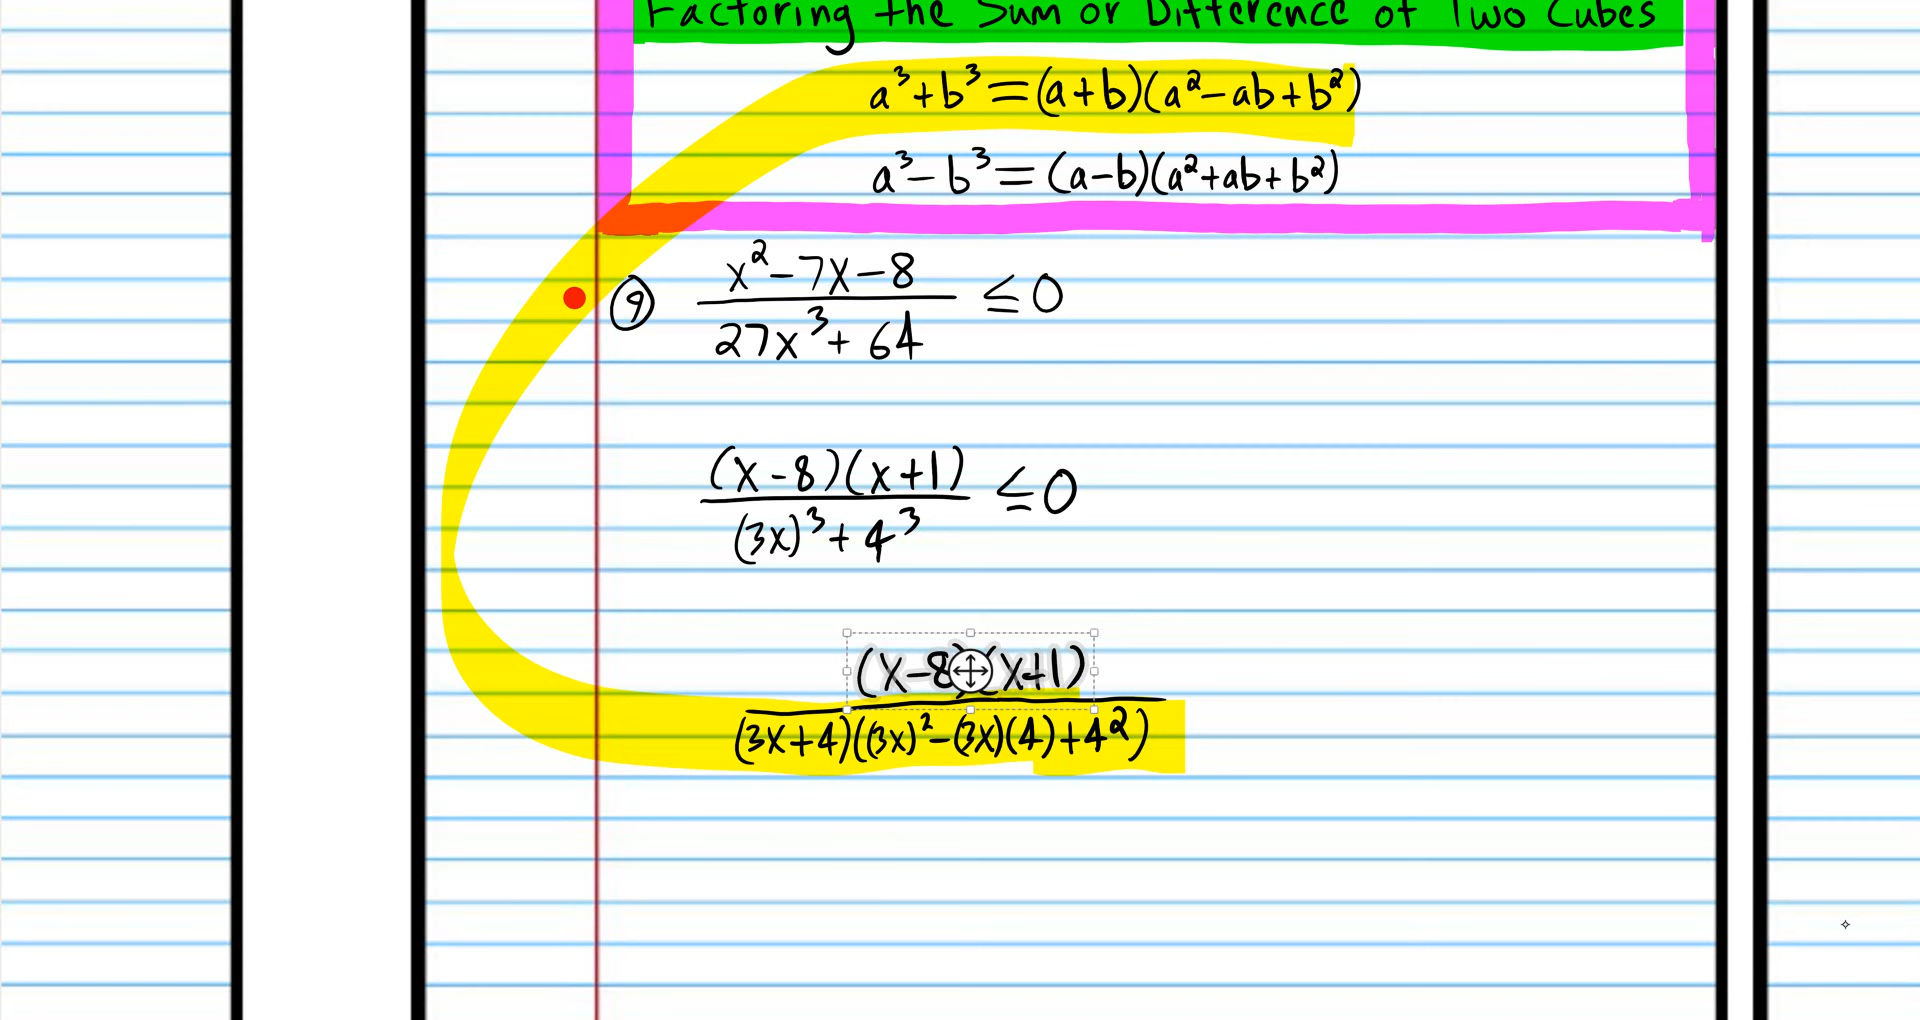 Factoring the Sum or Difference of Two Cubes
a³+b³=(a+b)(a²-ab+b²)
a³-b³=(a-b)(a²+ab+b²)
⑨ x²-7x-8 / 27x³+64 ≤0
(x-8)(x+1) / (3x)³+4³ ≤0
(x-8)(x+1) / (3x+4)((3x)²-(3x)(4)+4²)